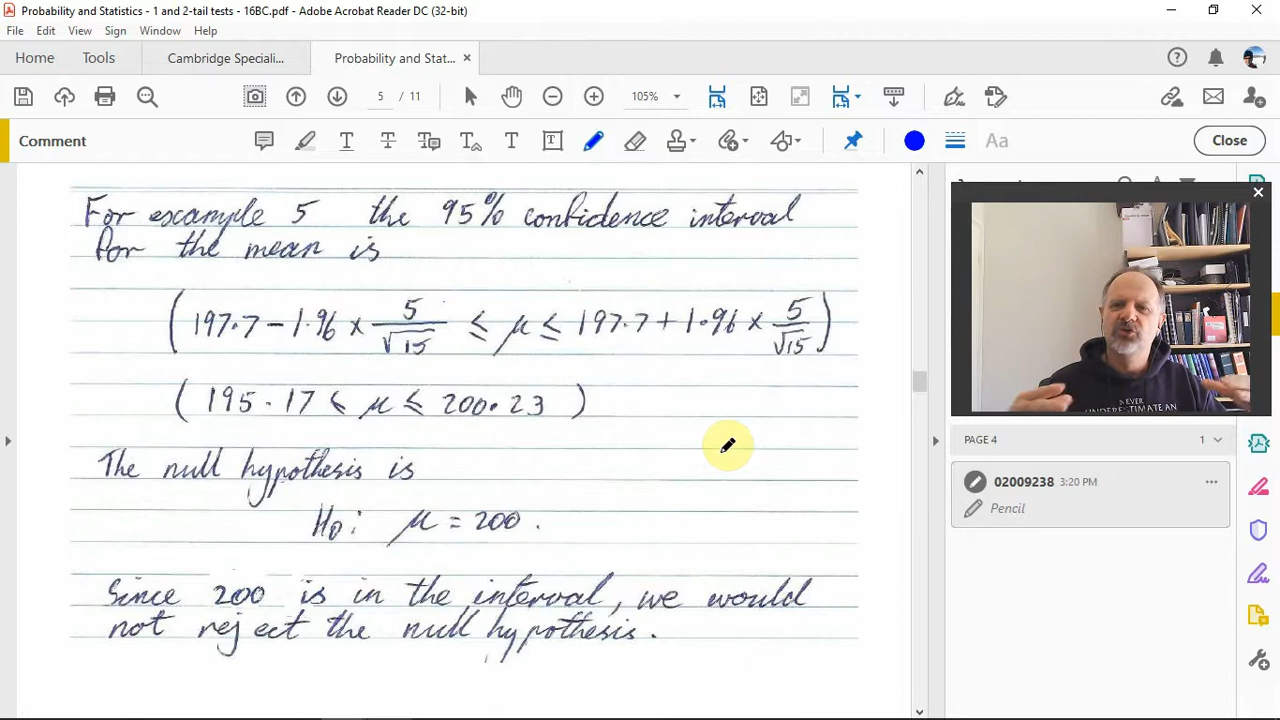 Probability and Statistics - 1 and 2-tail tests - 16BC.pdf - Adobe Acrobat Reader DC (32-bit)
File Edit View Sign Window Help
Home Tools Cambridge Speciali... Probability and Stat... ×
5 / 11 105%
Comment Aa Close
For example 5 the 95% confidence interval
for the mean is
(197.7 - 1.96 × 5/√15 ≤ μ ≤ 197.7 + 1.96 × 5/√15)
(195.17 ≤ μ ≤ 200.23)
The null hypothesis is
H0: μ = 200.
Since 200 is in the interval, we would
not reject the null hypothesis.
NEVER
UNDERESTIMATE AN
PAGE 4 1
02009238 3:20 PM
Pencil